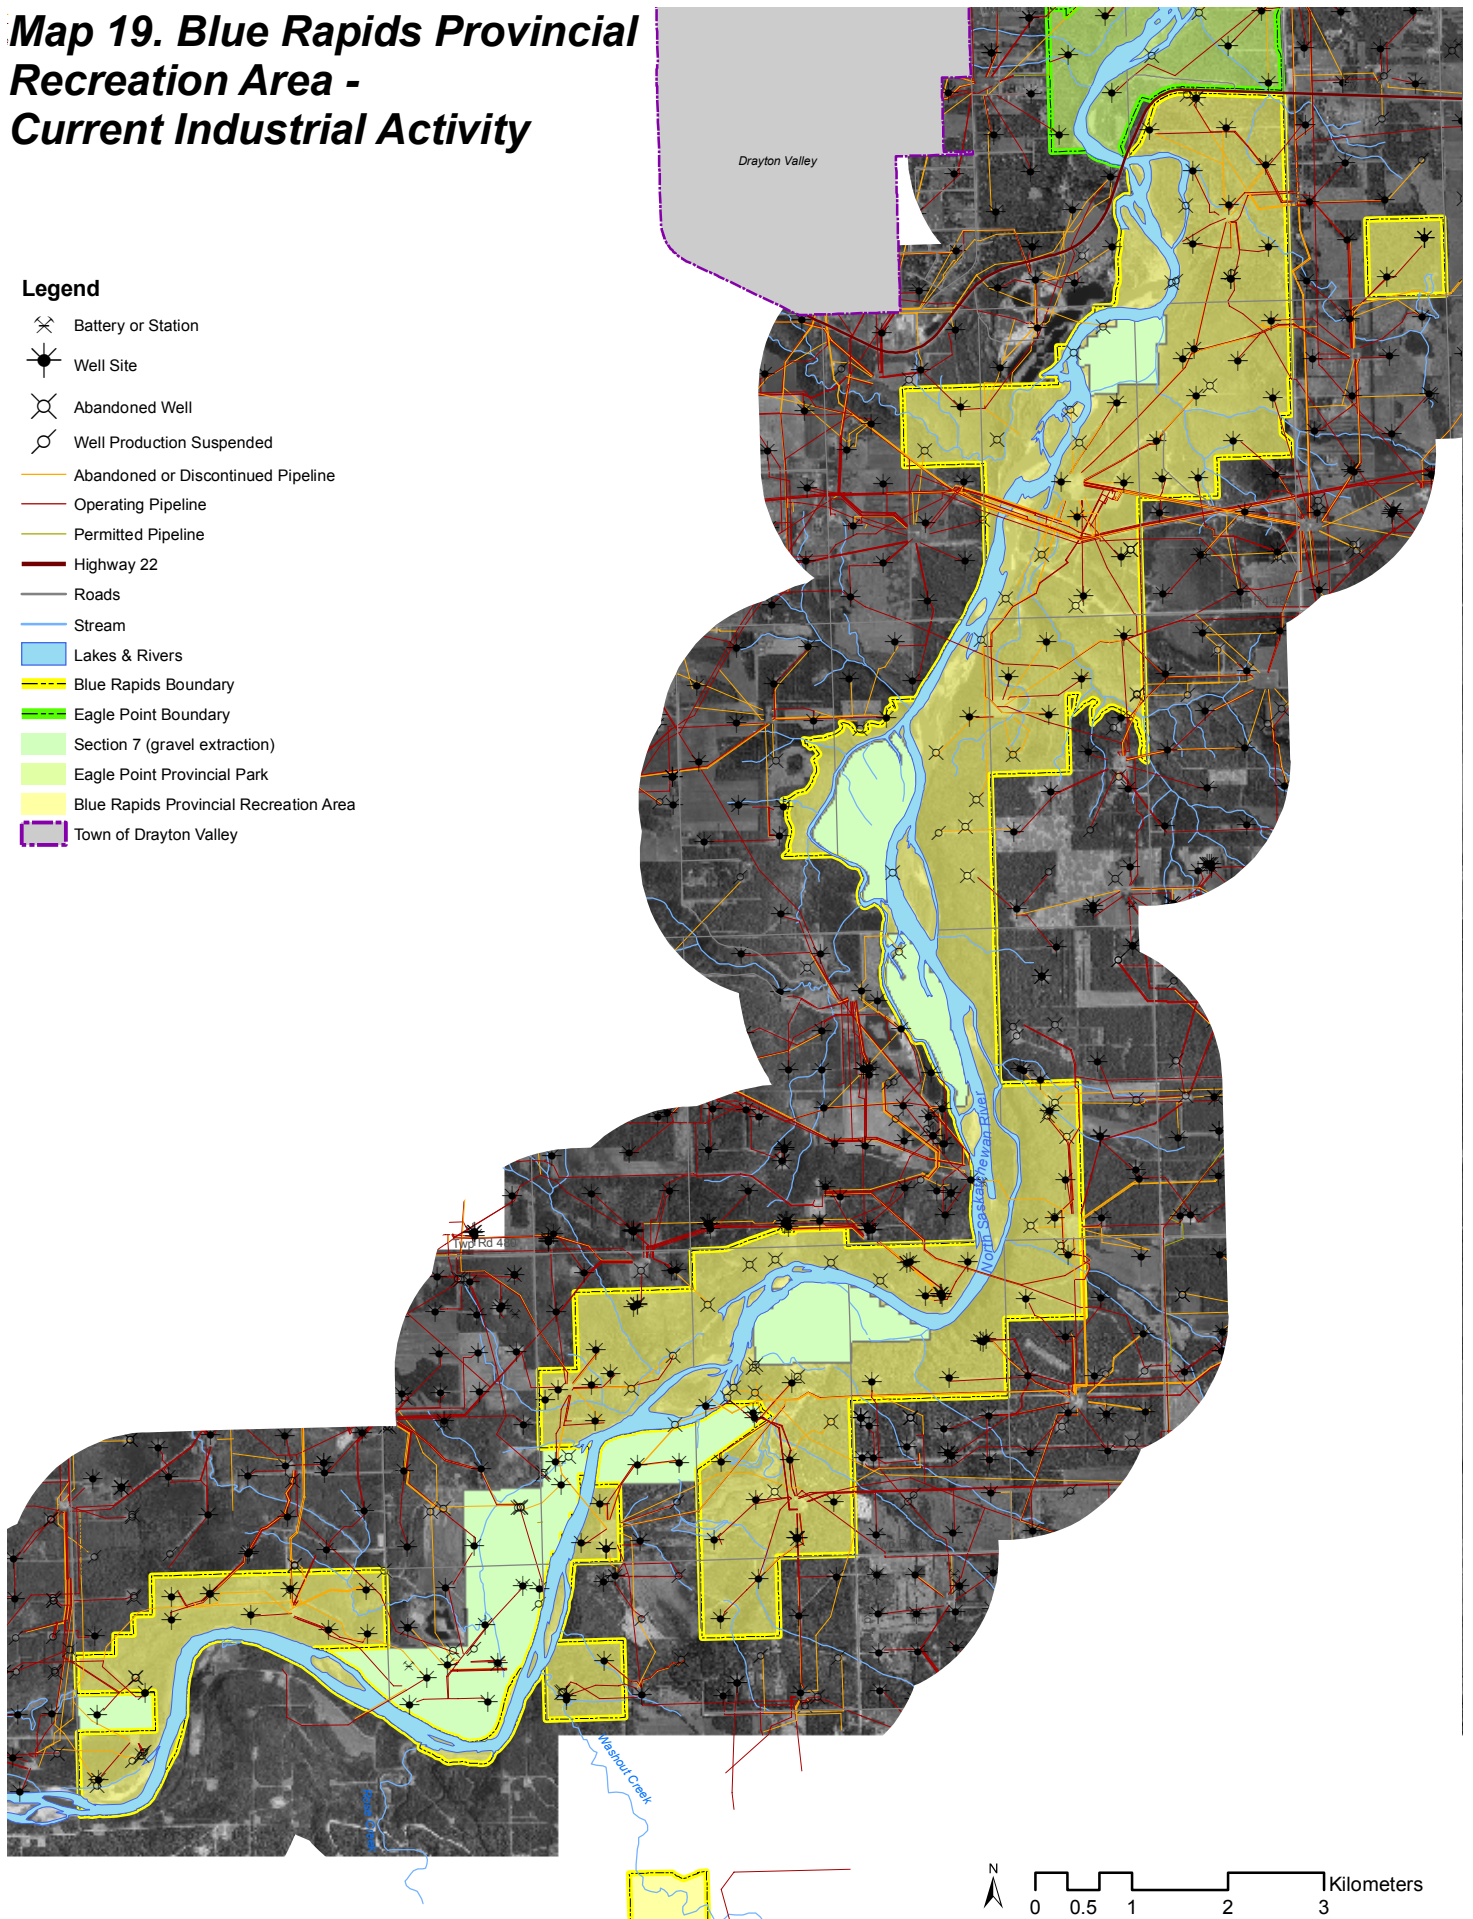 Map 19. Blue Rapids Provincial
Recreation Area -
Current Industrial Activity
Drayton Valley
Legend
Battery or Station
Well Site
Abandoned Well
Well Production Suspended
Abandoned or Discontinued Pipeline
Operating Pipeline
Permitted Pipeline
Highway 22
Roads
Stream
Lakes & Rivers
Blue Rapids Boundary
Eagle Point Boundary
Section 7 (gravel extraction)
Eagle Point Provincial Park
Blue Rapids Provincial Recreation Area
Town of Drayton Valley
North Saskatchewan River
Twp Rd 4
Washout Creek
N
0 0.5 1 2 3
Kilometers